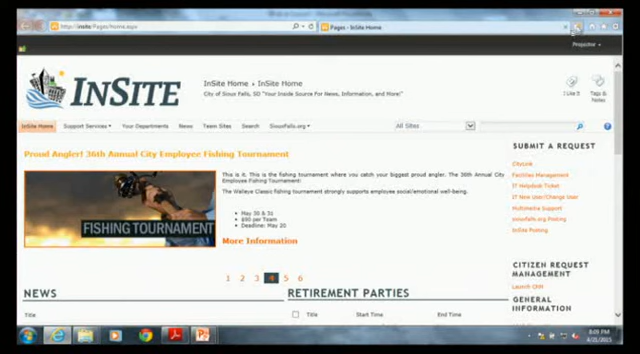 http://insite/Pages/Home.aspx
Pages - InSite Home
Projector
INSITE
InSite Home › InSite Home
City of Sioux Falls, SD "Your Inside Source For News, Information, and More!"
I Like It
Tags & Notes
InSite Home
Support Services
Your Departments
News
Team Sites
Search
SiouxFalls.org
All Sites
Proud Angler! 36th Annual City Employee Fishing Tournament
This is it. This is the fishing tournament where you catch your biggest proud angler. The 36th Annual City
Employee Fishing Tournament!
The Walleye Classic fishing tournament strongly supports employee social/emotional well-being.
May 30 & 31
$80 per Team
Deadline: May 20
More Information
FISHING TOURNAMENT
1 2 3 4 5 6
SUBMIT A REQUEST
CityLink
Facilities Management
IT Helpdesk Ticket
IT New User/Change User
Multimedia Support
siouxfalls.org Posting
InSite Posting
CITIZEN REQUEST
MANAGEMENT
Launch CRM
GENERAL
INFORMATION
NEWS
Title
RETIREMENT PARTIES
Title
Start Time
End Time
8:09 PM
4/21/2015